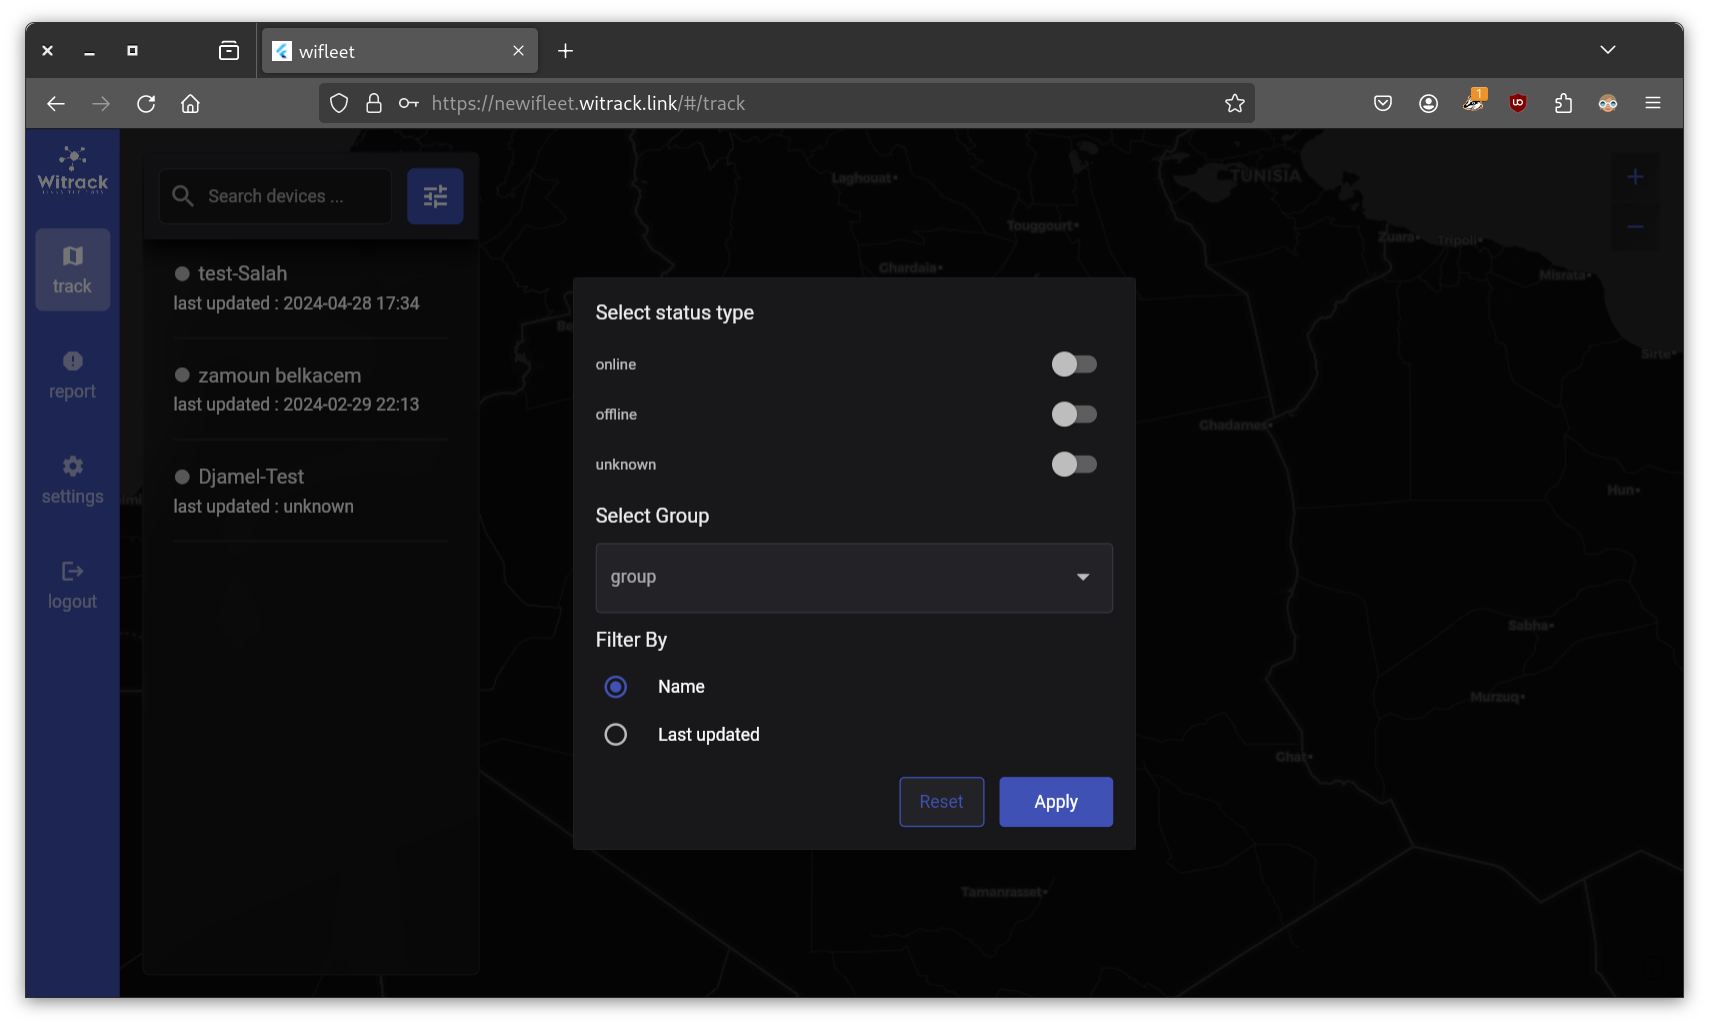 wifleet
https://newifleet.witrack.link/#/track
1
Witrack
Search devices ...
track
report
settings
logout
test-Salah
last updated : 2024-04-28 17:34
zamoun belkacem
last updated : 2024-02-29 22:13
Djamel-Test
last updated : unknown
Select status type
online
offline
unknown
Select Group
group
Filter By
Name
Last updated
Reset
Apply
Laghouat
TUNISIA
Touggourt
Zuara
Tripoli
Ghardaia
Misrata
Be
Sirte
Ghadames
Hun
Sabha
Murzuq
Ghat
Tamanrasset
+
−